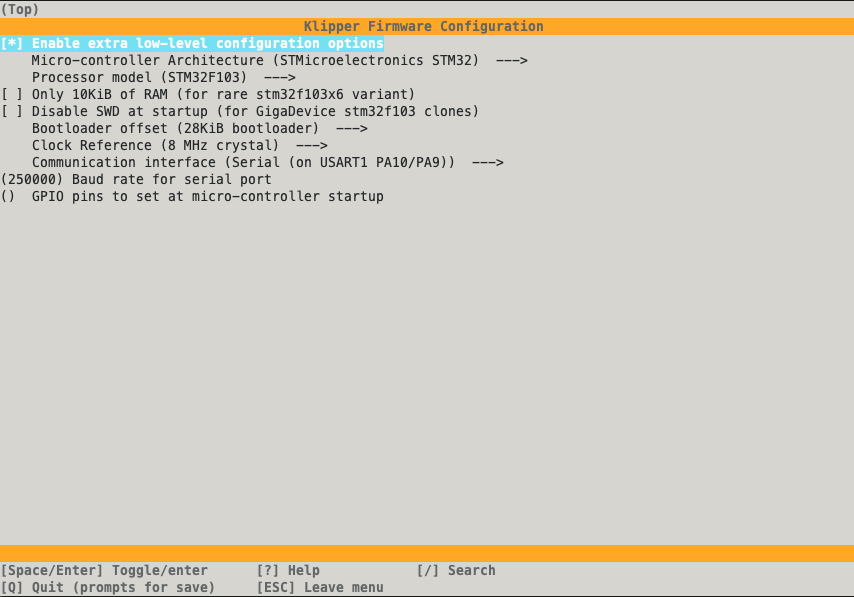 (Top)
Klipper Firmware Configuration
[*] Enable extra low-level configuration options
    Micro-controller Architecture (STMicroelectronics STM32)  --->
    Processor model (STM32F103)  --->
[ ] Only 10KiB of RAM (for rare stm32f103x6 variant)
[ ] Disable SWD at startup (for GigaDevice stm32f103 clones)
    Bootloader offset (28KiB bootloader)  --->
    Clock Reference (8 MHz crystal)  --->
    Communication interface (Serial (on USART1 PA10/PA9))  --->
(250000) Baud rate for serial port
()  GPIO pins to set at micro-controller startup
[Space/Enter] Toggle/enter      [?] Help            [/] Search
[Q] Quit (prompts for save)     [ESC] Leave menu